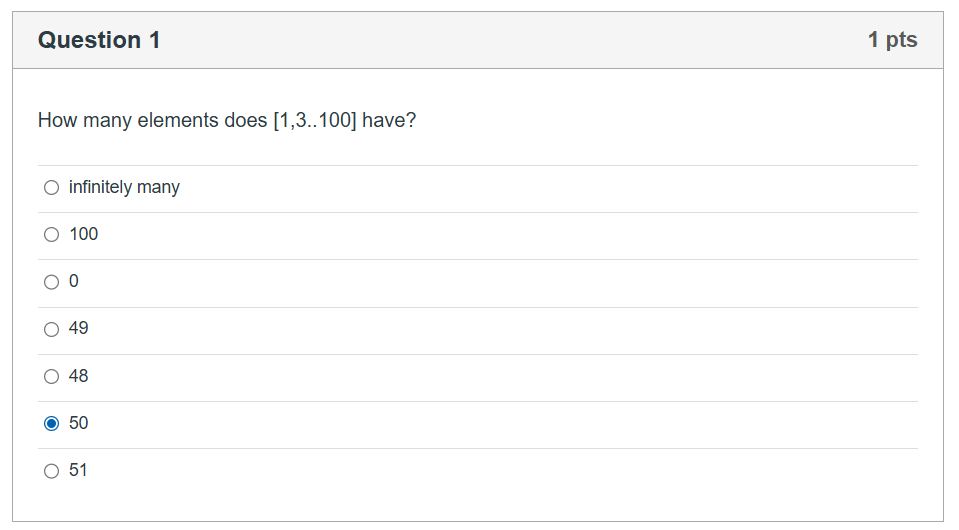 Question 1
1 pts
How many elements does [1,3..100] have?
infinitely many
100
0
49
48
50
51